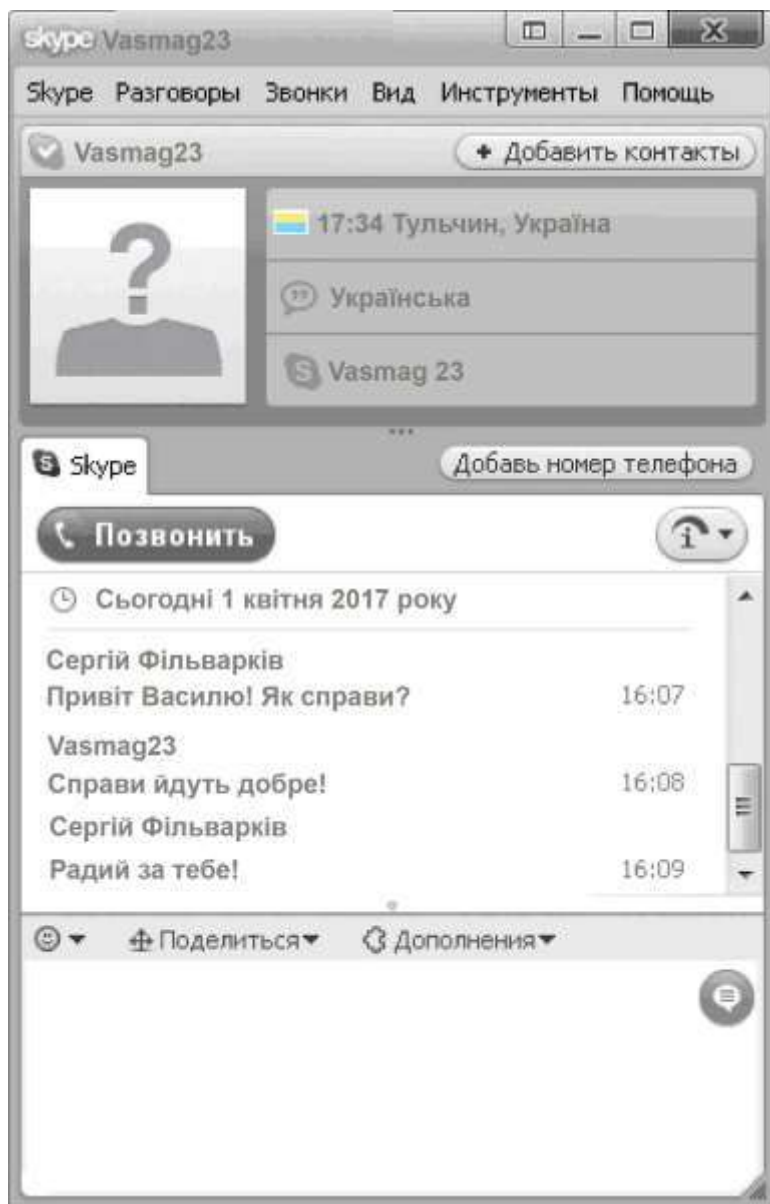 skype Vasmag23
Skype Разговоры Звонки Вид Инструменты Помощь
Vasmag23 + Добавить контакты
17:34 Тульчин, Україна
Українська
Vasmag 23
Skype Добавь номер телефона
Позвонить
Сьогодні 1 квітня 2017 року
Сергій Фільварків
Привіт Василю! Як справи? 16:07
Vasmag23
Справи йдуть добре! 16:08
Сергій Фільварків
Радий за тебе! 16:09
Поделиться Дополнения